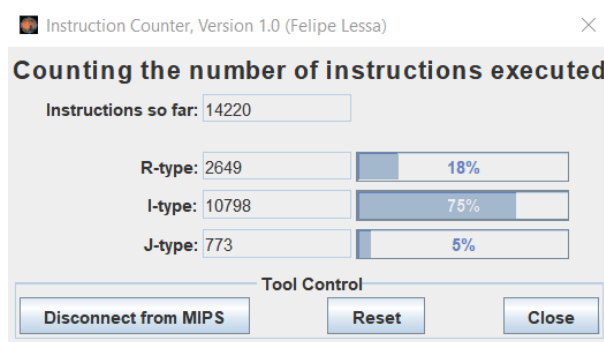 Instruction Counter, Version 1.0 (Felipe Lessa)
Counting the number of instructions executed
Instructions so far: 14220
R-type: 2649 18%
I-type: 10798 75%
J-type: 773 5%
Tool Control
Disconnect from MIPS Reset Close